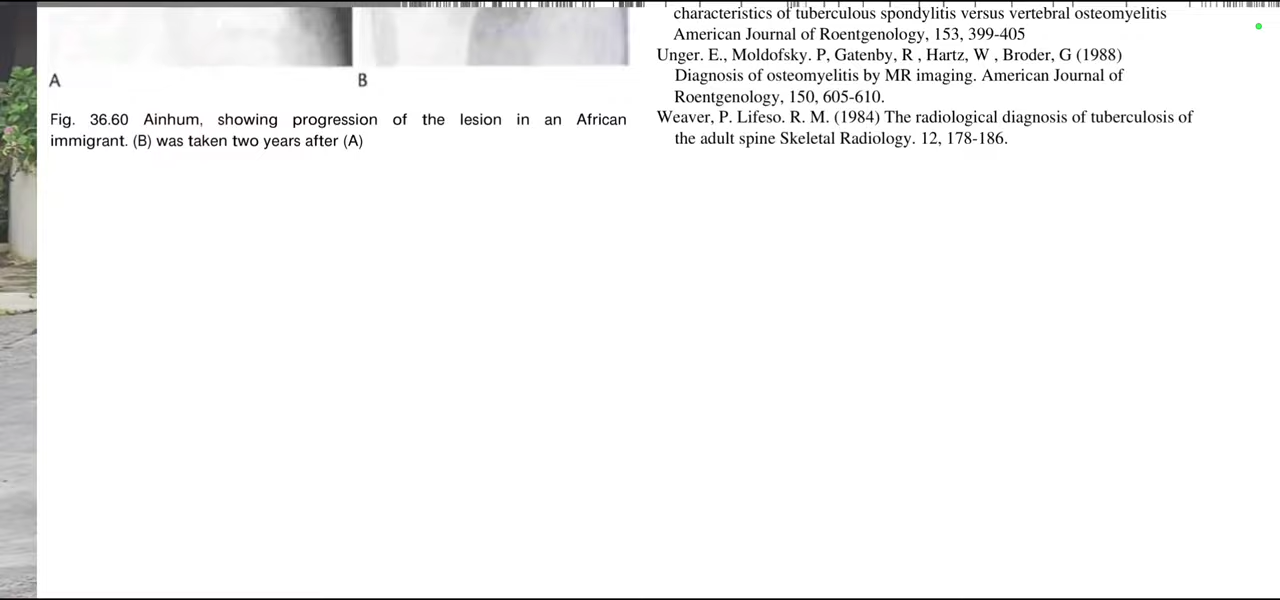 A
B
Fig. 36.60 Ainhum, showing progression of the lesion in an African
immigrant. (B) was taken two years after (A)
characteristics of tuberculous spondylitis versus vertebral osteomyelitis
American Journal of Roentgenology, 153, 399-405
Unger. E., Moldofsky. P, Gatenby, R , Hartz, W , Broder, G (1988)
Diagnosis of osteomyelitis by MR imaging. American Journal of
Roentgenology, 150, 605-610.
Weaver, P. Lifeso. R. M. (1984) The radiological diagnosis of tuberculosis of
the adult spine Skeletal Radiology. 12, 178-186.